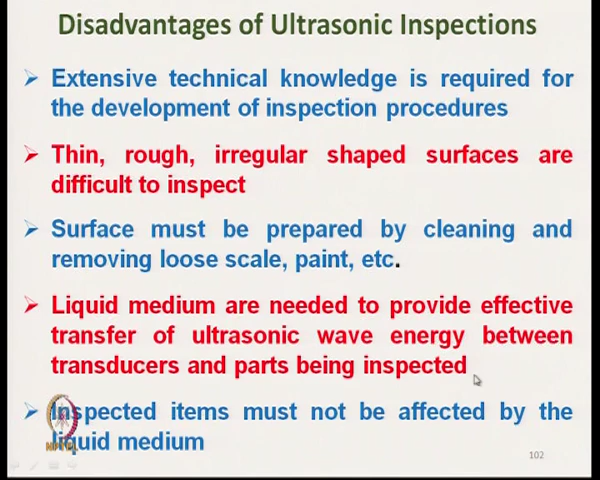 Disadvantages of Ultrasonic Inspections
Extensive technical knowledge is required for
the development of inspection procedures
Thin, rough, irregular shaped surfaces are
difficult to inspect
Surface must be prepared by cleaning and
removing loose scale, paint, etc.
Liquid medium are needed to provide effective
transfer of ultrasonic wave energy between
transducers and parts being inspected
Inspected items must not be affected by the
liquid medium
NPTEL
102